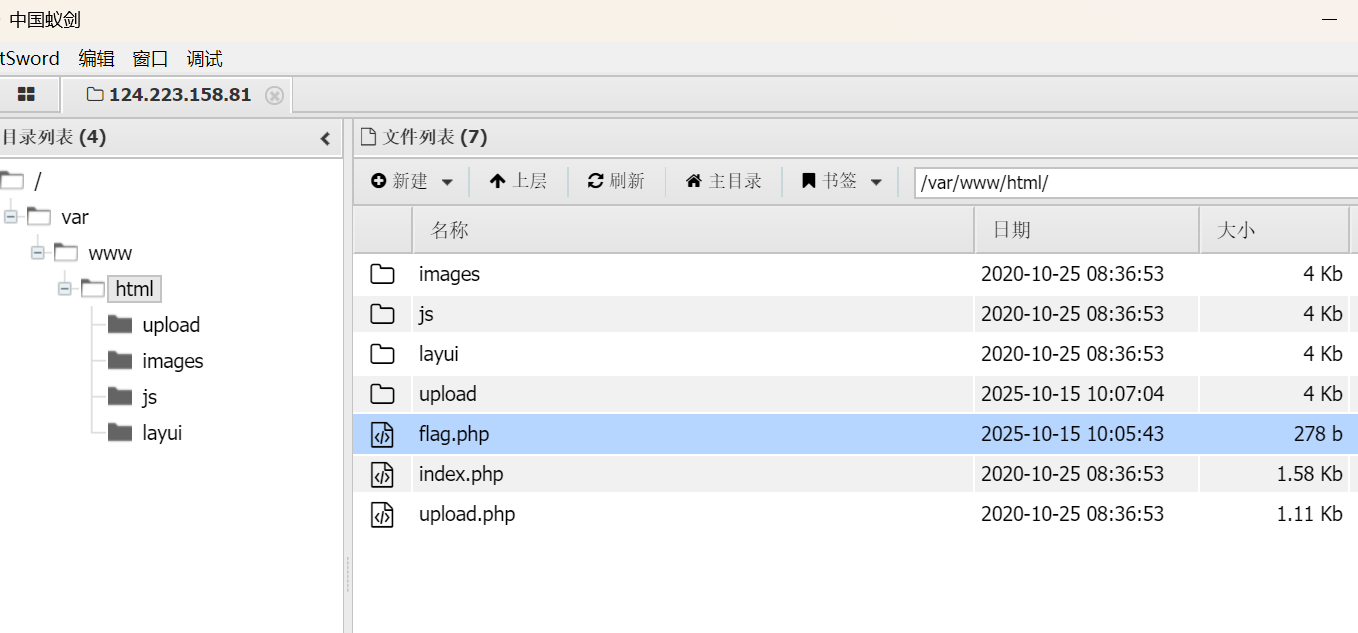 中国蚁剑
tSword 编辑 窗口 调试
124.223.158.81
目录列表 (4)
文件列表 (7)
新建 上层 刷新 主目录 书签 /var/www/html/
名称 日期 大小
/
var
www
html
upload
images
js
layui
images 2020-10-25 08:36:53 4 Kb
js 2020-10-25 08:36:53 4 Kb
layui 2020-10-25 08:36:53 4 Kb
upload 2025-10-15 10:07:04 4 Kb
flag.php 2025-10-15 10:05:43 278 b
index.php 2020-10-25 08:36:53 1.58 Kb
upload.php 2020-10-25 08:36:53 1.11 Kb